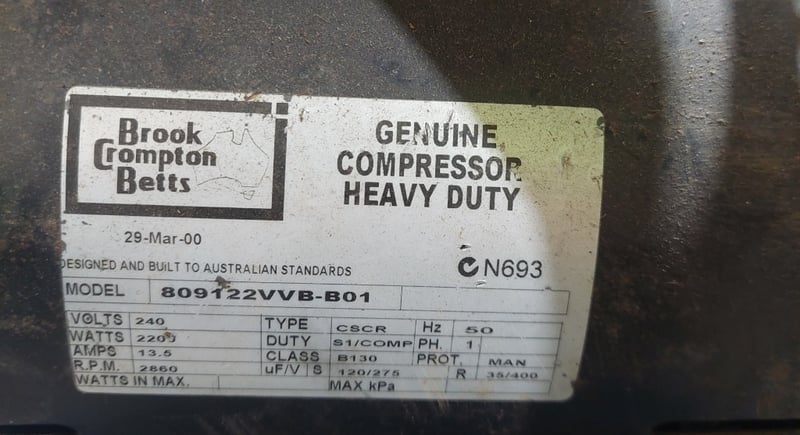 Brook
Crompton
Betts
GENUINE
COMPRESSOR
HEAVY DUTY
29-Mar-00
DESIGNED AND BUILT TO AUSTRALIAN STANDARDS
N693
MODEL 809122VVB-B01
VOLTS 240 TYPE CSCR Hz 50
WATTS 2200 DUTY S1/COMP PH. 1
AMPS 13.5 CLASS B130 PROT. MAN
R.P.M. 2860 uF/V S 120/275 R 35/400
WATTS IN MAX. MAX kPa